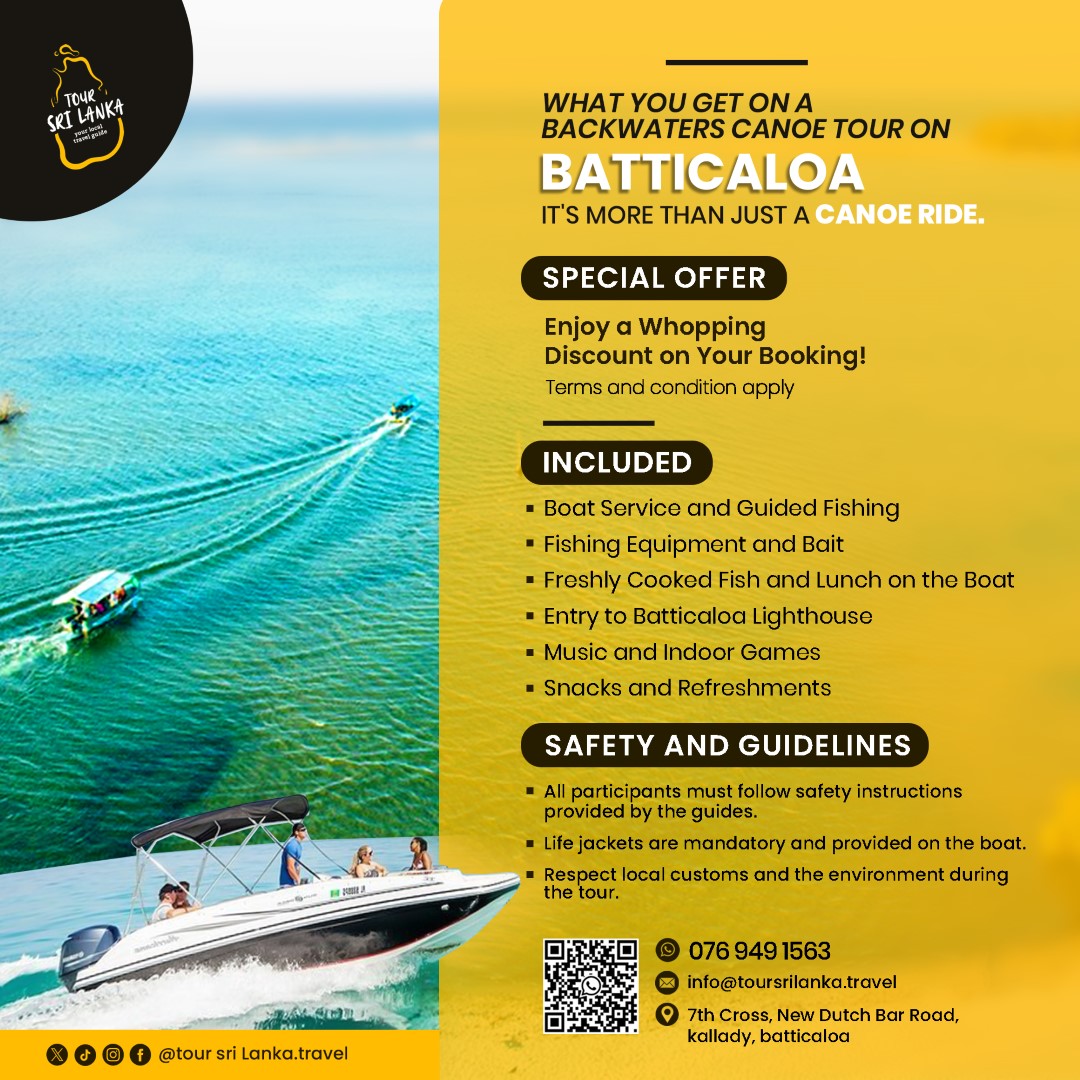 TOUR
SRI LANKA
your local
travel guide
WHAT YOU GET ON A
BACKWATERS CANOE TOUR ON
BATTICALOA
IT'S MORE THAN JUST A CANOE RIDE.
SPECIAL OFFER
Enjoy a Whopping
Discount on Your Booking!
Terms and condition apply
INCLUDED
▪ Boat Service and Guided Fishing
▪ Fishing Equipment and Bait
▪ Freshly Cooked Fish and Lunch on the Boat
▪ Entry to Batticaloa Lighthouse
▪ Music and Indoor Games
▪ Snacks and Refreshments
SAFETY AND GUIDELINES
▪ All participants must follow safety instructions
provided by the guides.
▪ Life jackets are mandatory and provided on the boat.
▪ Respect local customs and the environment during
the tour.
076 949 1563
info@toursrilanka.travel
7th Cross, New Dutch Bar Road,
kallady, batticaloa
@tour sri Lanka.travel